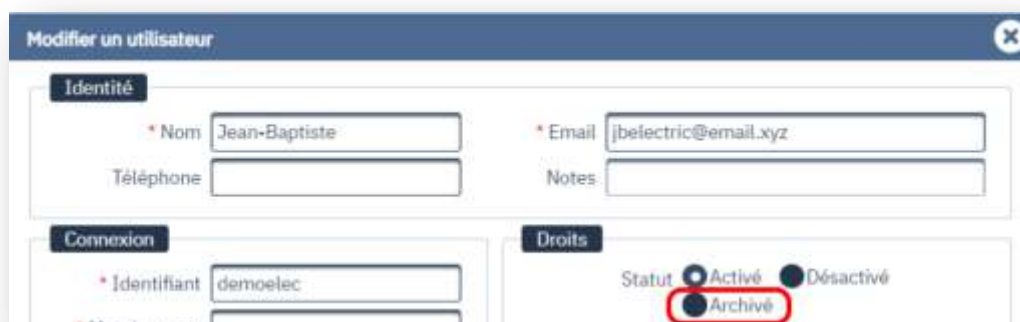 Modifier un utilisateur
Identité
* Nom Jean-Baptiste * Email jbelectric@email.xyz
Téléphone Notes
Connexion Droits
* Identifiant demoelec Statut Activé Désactivé
Archivé